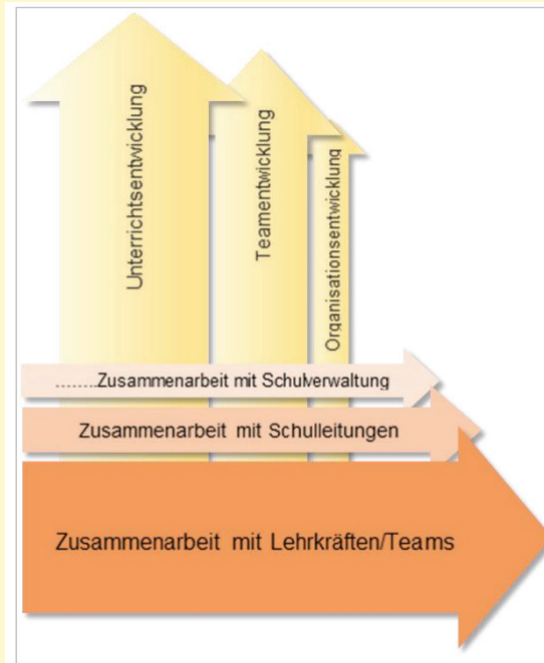 Unterrichtsentwicklung
Teamentwicklung
Organisationsentwicklung
........Zusammenarbeit mit Schulverwaltung
Zusammenarbeit mit Schulleitungen
Zusammenarbeit mit Lehrkräften/Teams